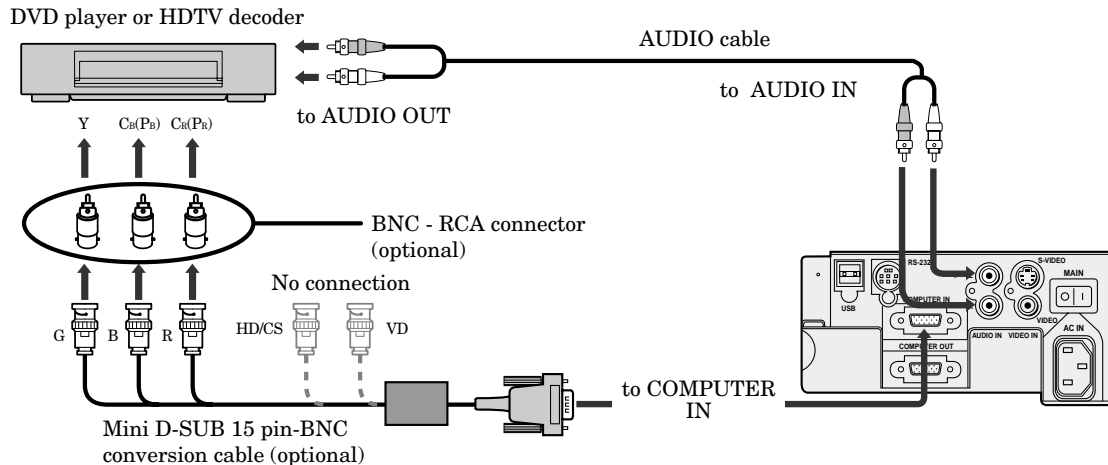 DVD player or HDTV decoder
AUDIO cable
to AUDIO IN
to AUDIO OUT
Y CB(PB) CR(PR)
BNC - RCA connector
(optional)
No connection
G B R HD/CS VD
to COMPUTER
IN
Mini D-SUB 15 pin-BNC
conversion cable (optional)
RS-232
S-VIDEO
MAIN
USB
COMPUTER IN
VIDEO
AUDIO IN VIDEO IN
AC IN
COMPUTER OUT